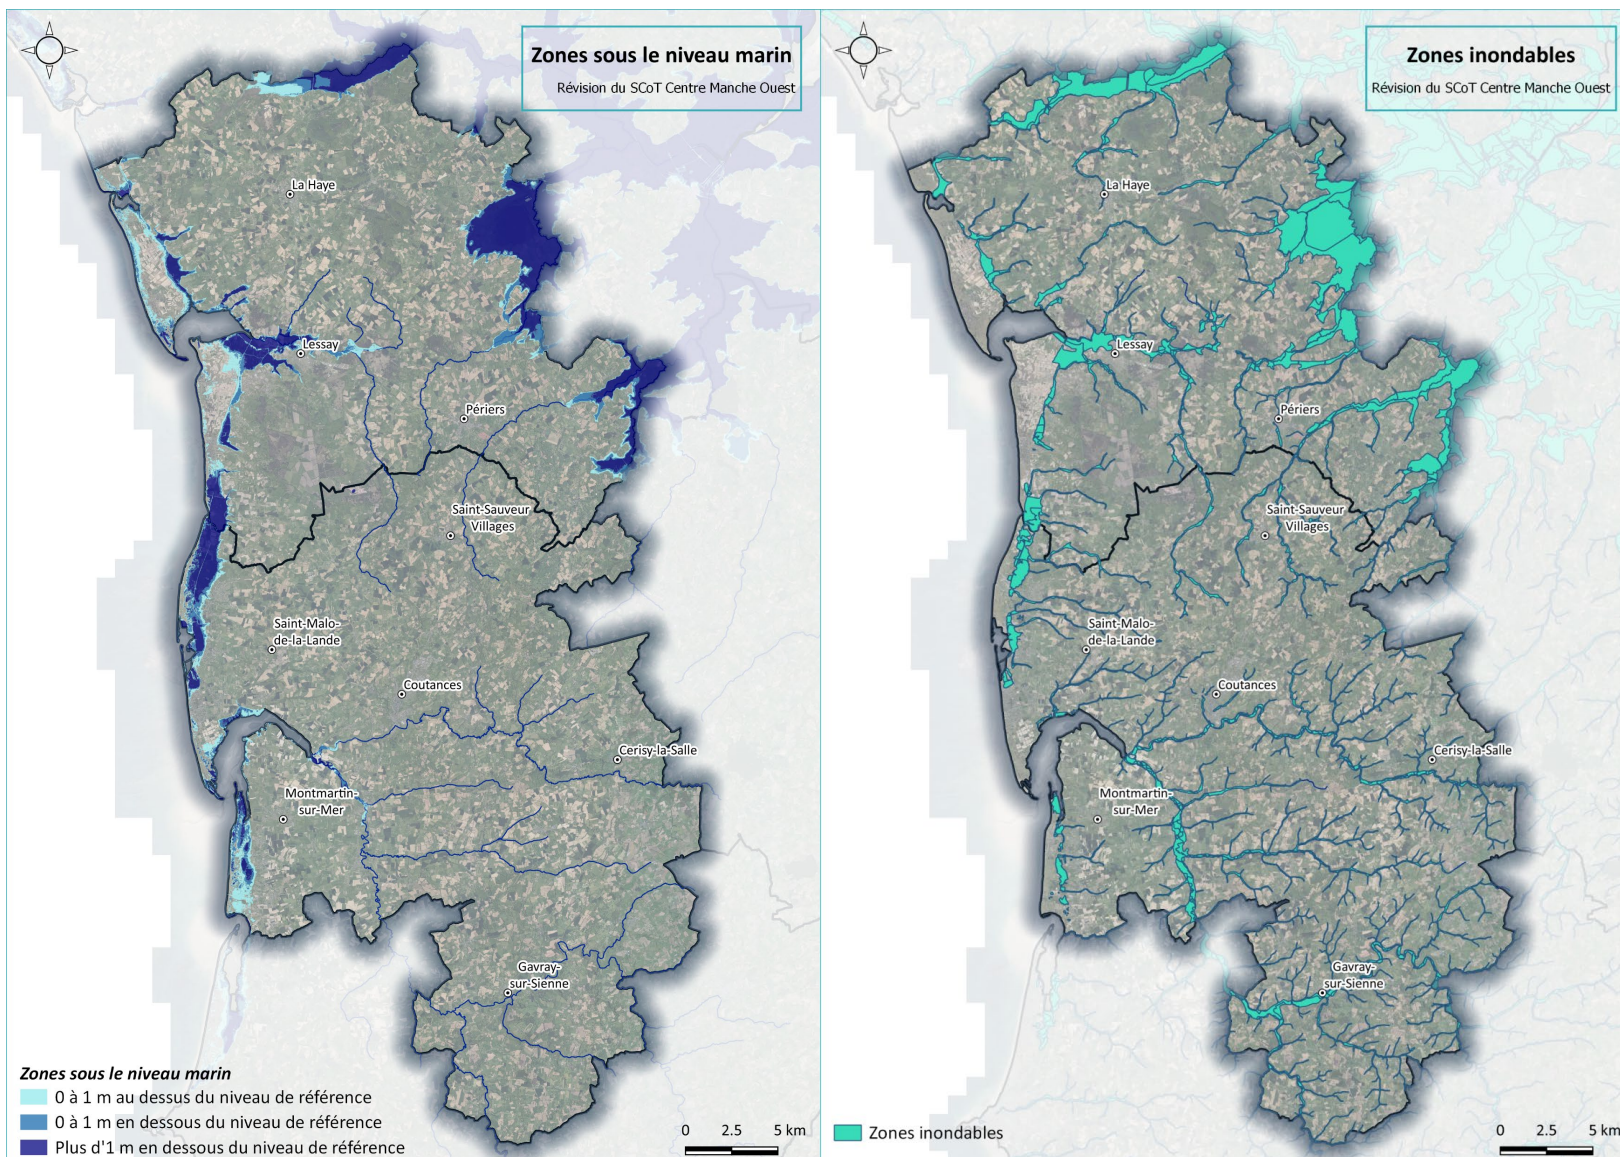 Zones sous le niveau marin
Révision du SCoT Centre Manche Ouest
La Haye
Lessay
Périers
Saint-Sauveur
Villages
Saint-Malo-
de-la-Lande
Coutances
Cerisy-la-Salle
Montmartin-
sur-Mer
Gavray-
sur-Sienne
Zones sous le niveau marin
0 à 1 m au dessus du niveau de référence
0 à 1 m en dessous du niveau de référence
Plus d'1 m en dessous du niveau de référence
0 2.5 5 km
Zones inondables
Révision du SCoT Centre Manche Ouest
La Haye
Lessay
Périers
Saint-Sauveur
Villages
Saint-Malo-
de-la-Lande
Coutances
Cerisy-la-Salle
Montmartin-
sur-Mer
Gavray-
sur-Sienne
Zones inondables
0 2.5 5 km